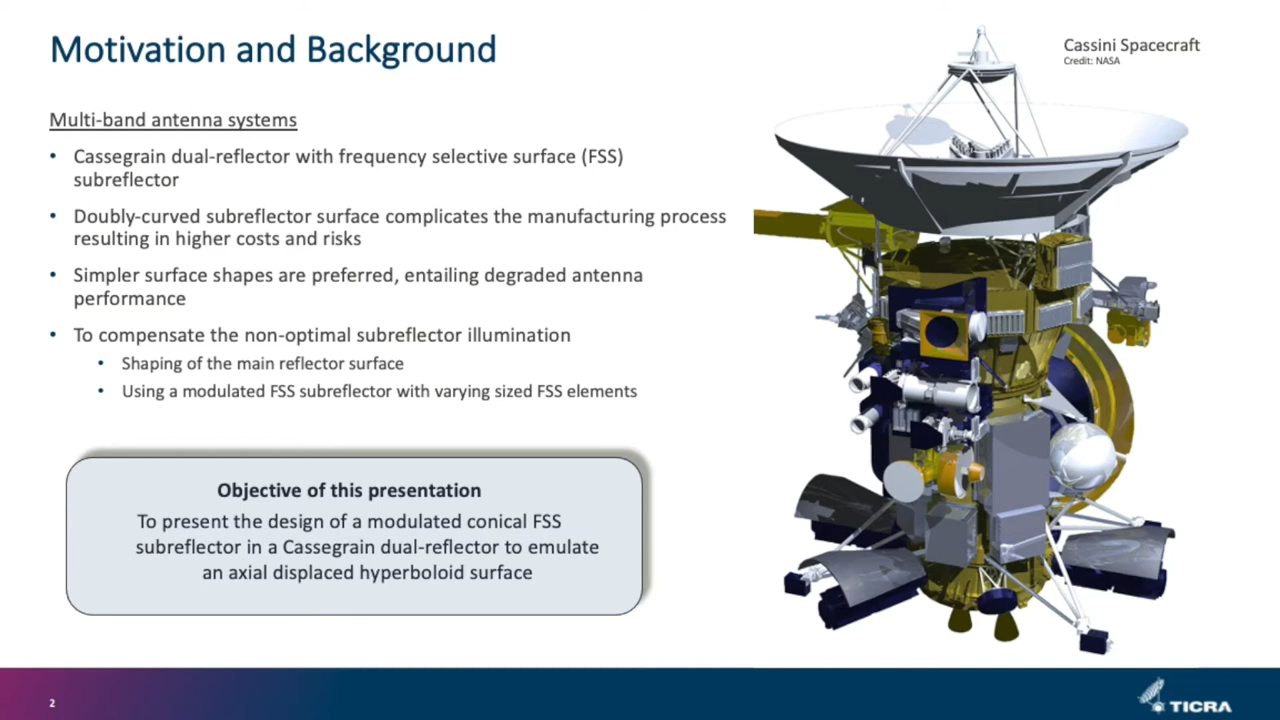 Motivation and Background
Cassini Spacecraft
Credit: NASA
Multi-band antenna systems
• Cassegrain dual-reflector with frequency selective surface (FSS)
subreflector
• Doubly-curved subreflector surface complicates the manufacturing process
resulting in higher costs and risks
• Simpler surface shapes are preferred, entailing degraded antenna
performance
• To compensate the non-optimal subreflector illumination
• Shaping of the main reflector surface
• Using a modulated FSS subreflector with varying sized FSS elements
Objective of this presentation
To present the design of a modulated conical FSS
subreflector in a Cassegrain dual-reflector to emulate
an axial displaced hyperboloid surface
2
TICRA